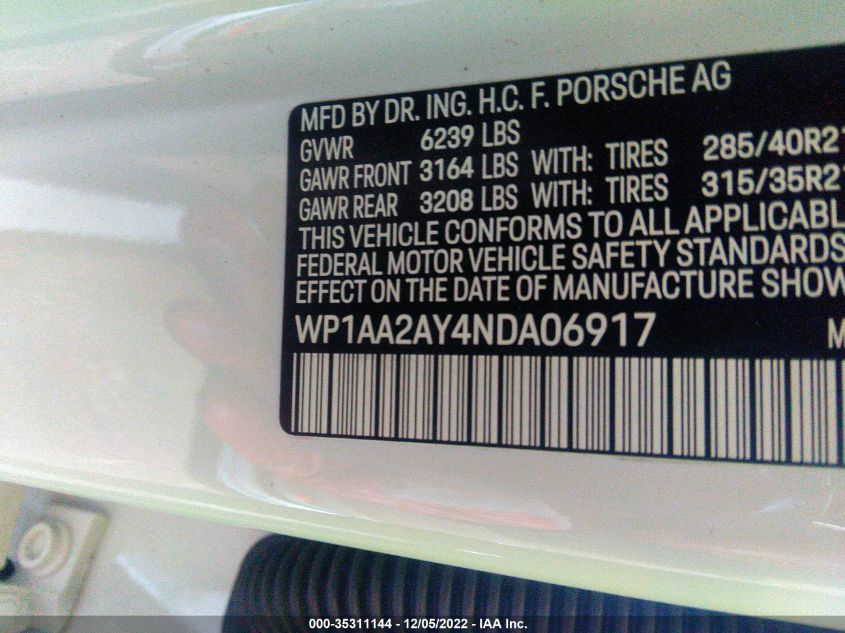 MFD BY DR. ING. H.C. F. PORSCHE AG
GVWR 6239 LBS
GAWR FRONT 3164 LBS WITH: TIRES 285/40R21
GAWR REAR 3208 LBS WITH: TIRES 315/35R21
THIS VEHICLE CONFORMS TO ALL APPLICABL
FEDERAL MOTOR VEHICLE SAFETY STANDARDS
EFFECT ON THE DATE OF MANUFACTURE SHOW
WP1AA2AY4NDA06917 M
000-35311144 - 12/05/2022 - IAA Inc.